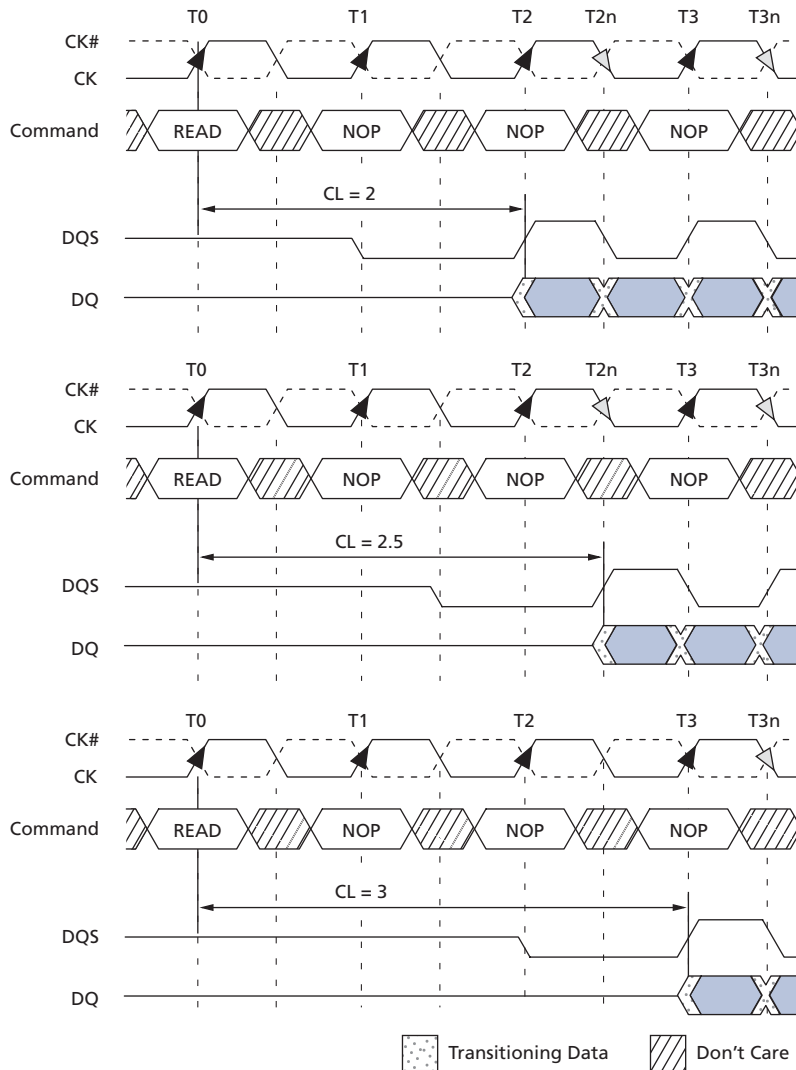 T0 T1 T2 T2n T3 T3n
CK#
CK
Command READ NOP NOP NOP
CL = 2
DQS
DQ
T0 T1 T2 T2n T3 T3n
CK#
CK
Command READ NOP NOP NOP
CL = 2.5
DQS
DQ
T0 T1 T2 T3 T3n
CK#
CK
Command READ NOP NOP NOP
CL = 3
DQS
DQ
Transitioning Data Don't Care